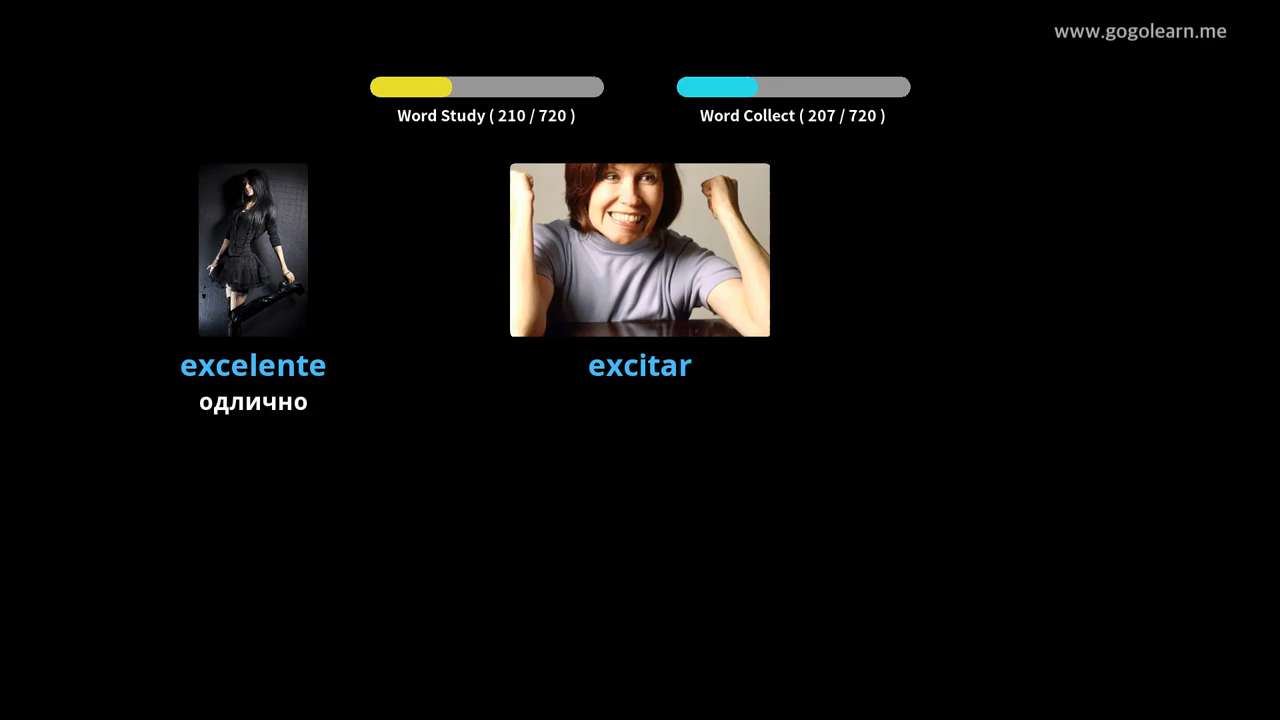 www.gogolearn.me
Word Study ( 210 / 720 )
Word Collect ( 207 / 720 )
excelente
одлично
excitar